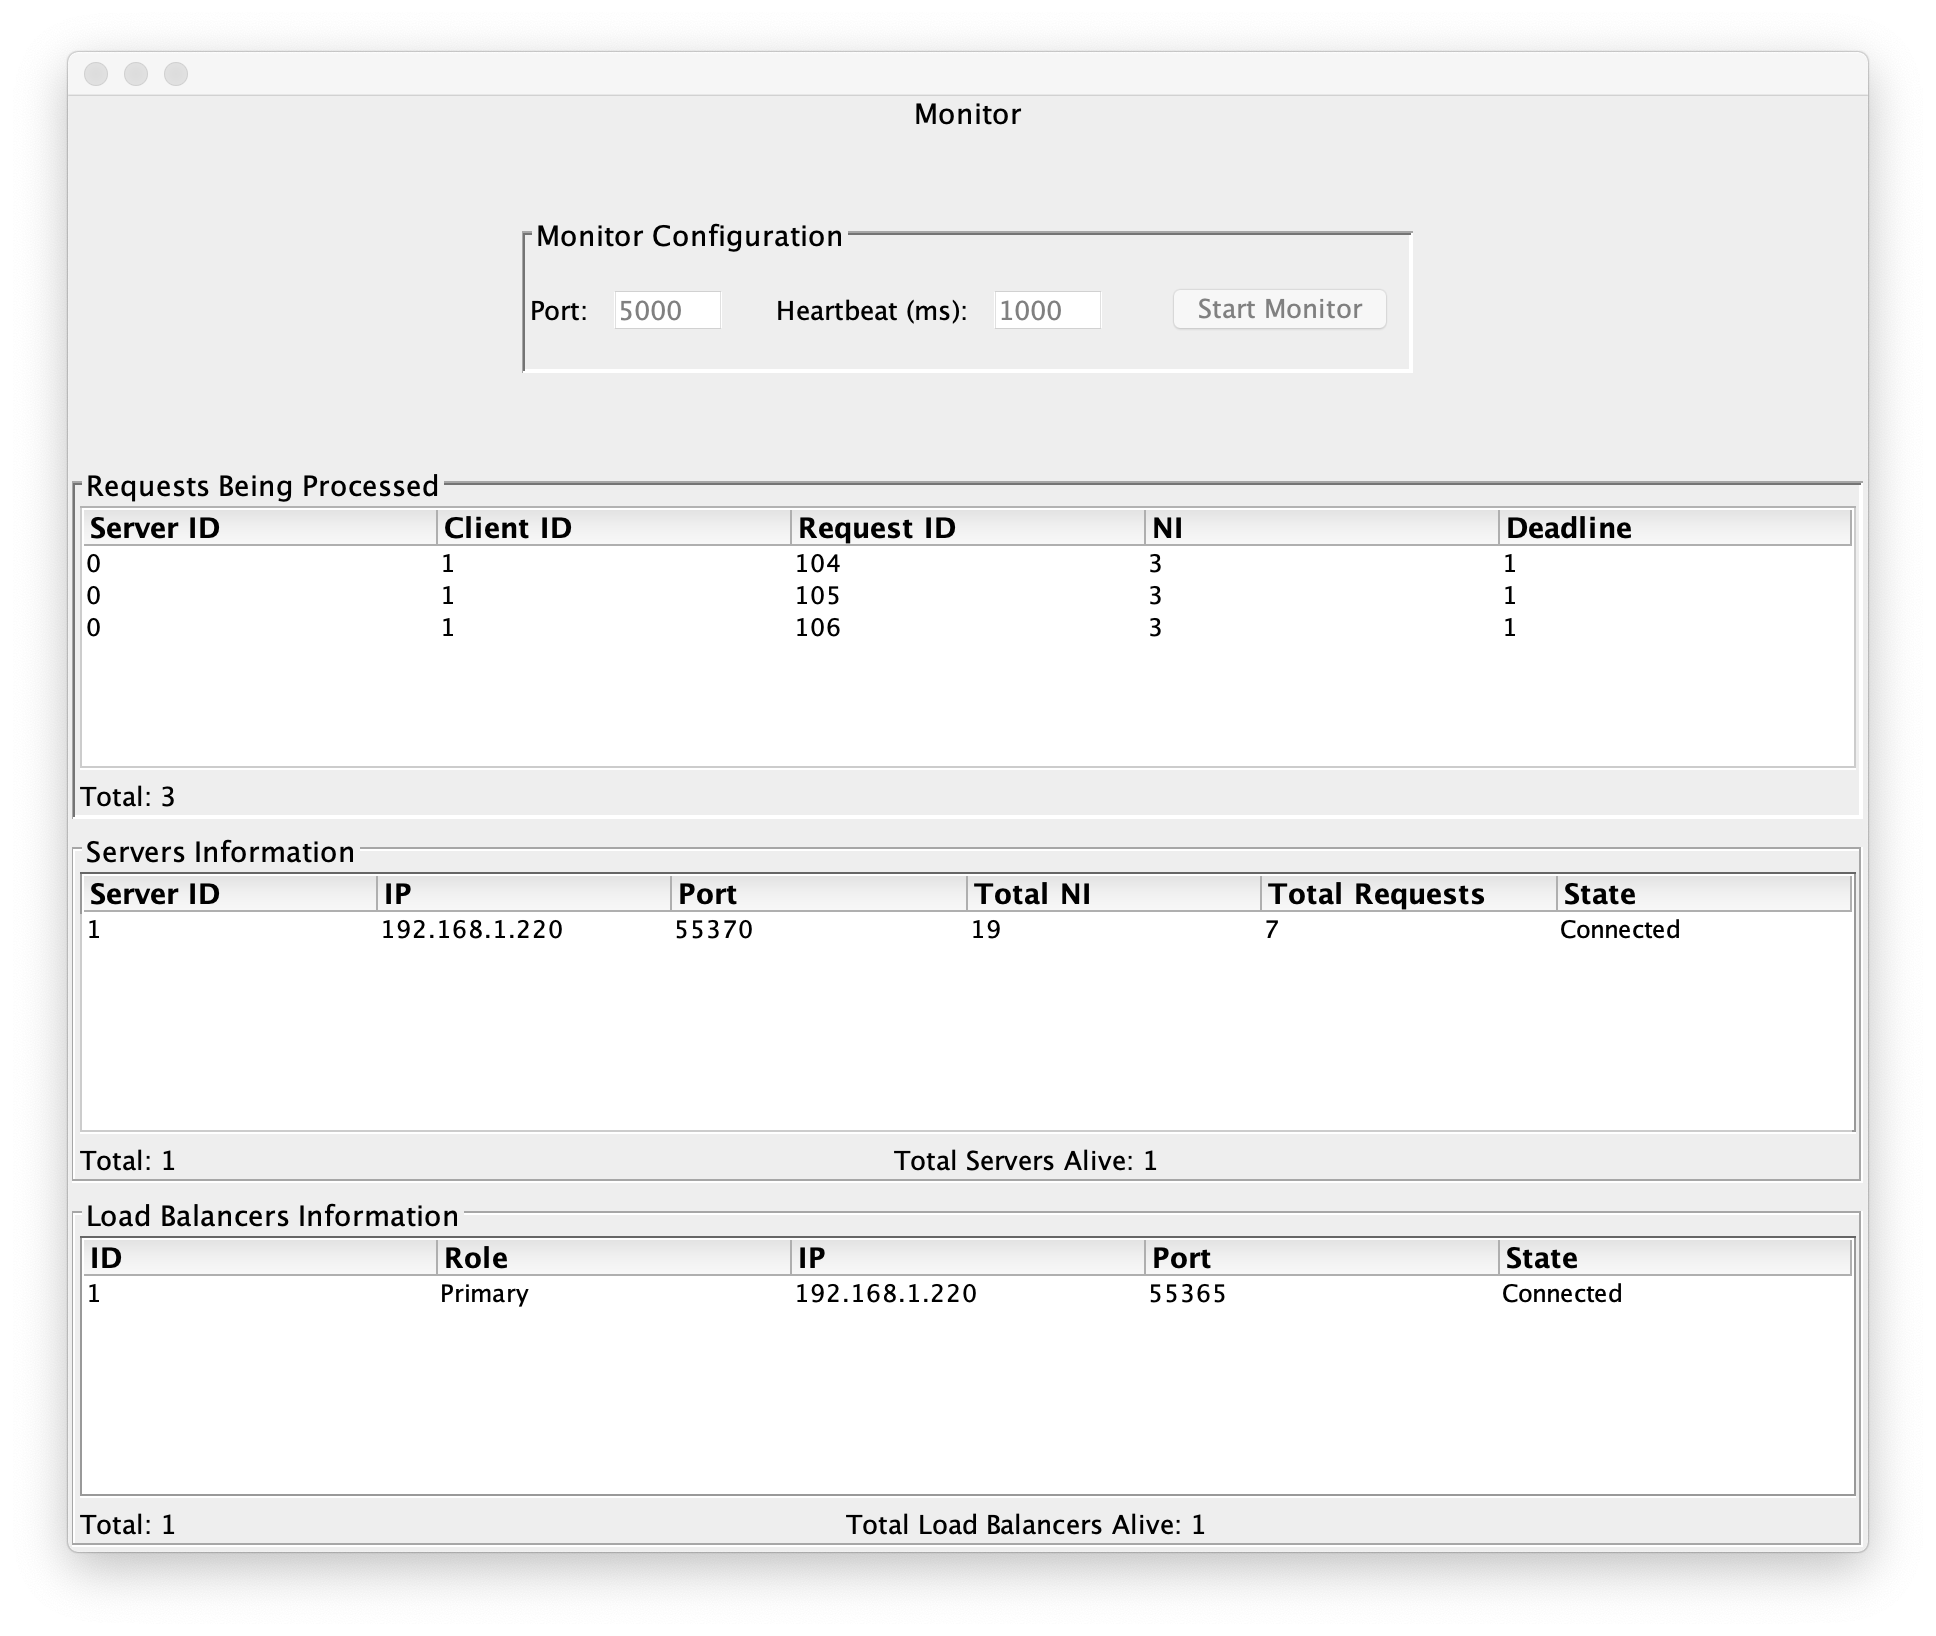 Monitor
Monitor Configuration
Port: 5000 Heartbeat (ms): 1000 Start Monitor
Requests Being Processed
Server ID Client ID Request ID NI Deadline
0 1 104 3 1
0 1 105 3 1
0 1 106 3 1
Total: 3
Servers Information
Server ID IP Port Total NI Total Requests State
1 192.168.1.220 55370 19 7 Connected
Total: 1 Total Servers Alive: 1
Load Balancers Information
ID Role IP Port State
1 Primary 192.168.1.220 55365 Connected
Total: 1 Total Load Balancers Alive: 1